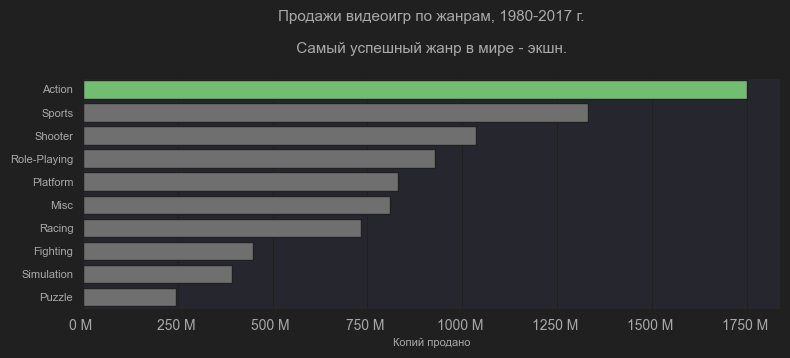 Продажи видеоигр по жанрам, 1980-2017 г.
Самый успешный жанр в мире - экшн.
Action
Sports
Shooter
Role-Playing
Platform
Misc
Racing
Fighting
Simulation
Puzzle
0 M 250 M 500 M 750 M 1000 M 1250 M 1500 M 1750 M
Копий продано